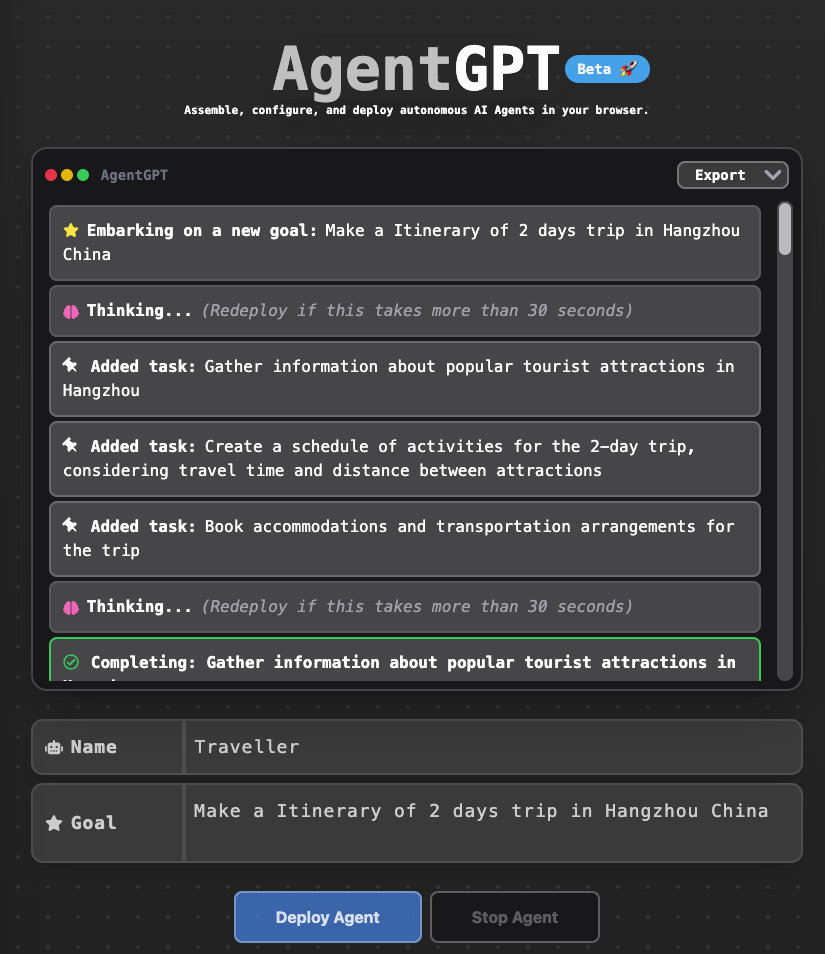 AgentGPT Beta 🚀
Assemble, configure, and deploy autonomous AI Agents in your browser.
AgentGPT
Export
Embarking on a new goal: Make a Itinerary of 2 days trip in Hangzhou
China
Thinking... (Redeploy if this takes more than 30 seconds)
Added task: Gather information about popular tourist attractions in
Hangzhou
Added task: Create a schedule of activities for the 2-day trip,
considering travel time and distance between attractions
Added task: Book accommodations and transportation arrangements for
the trip
Thinking... (Redeploy if this takes more than 30 seconds)
Completing: Gather information about popular tourist attractions in
Name
Traveller
Goal
Make a Itinerary of 2 days trip in Hangzhou China
Deploy Agent
Stop Agent